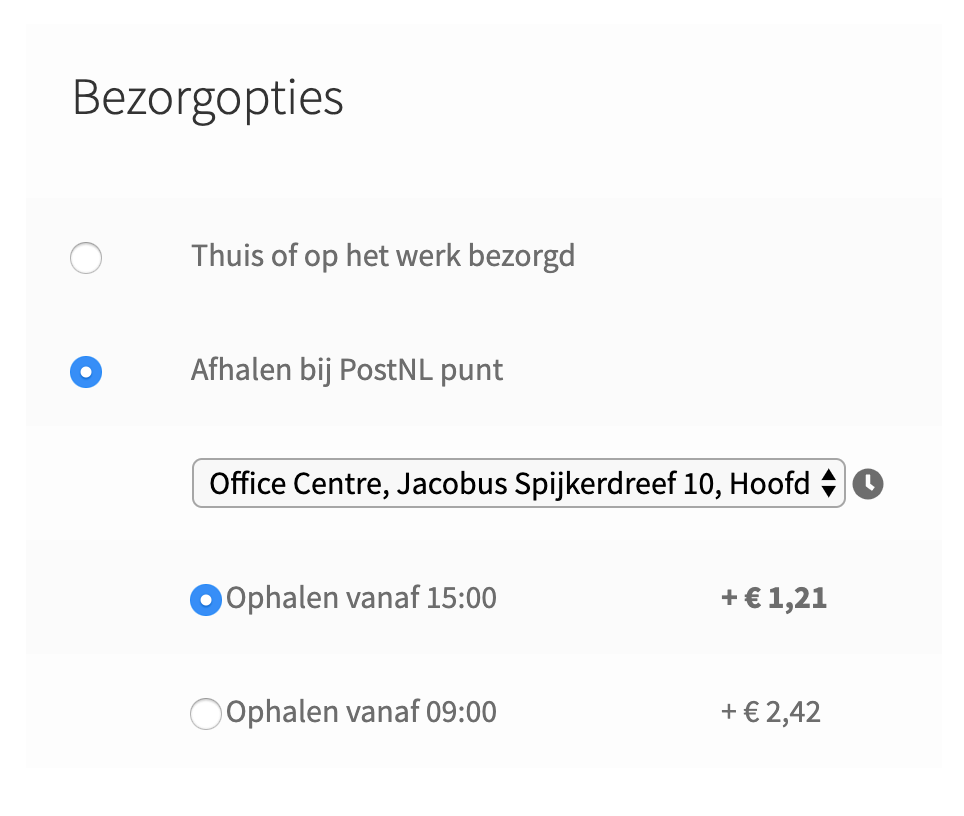 Bezorgopties
Thuis of op het werk bezorgd
Afhalen bij PostNL punt
Office Centre, Jacobus Spijkerdreef 10, Hoofd
Ophalen vanaf 15:00 + € 1,21
Ophalen vanaf 09:00 + € 2,42